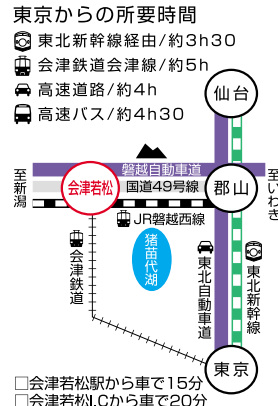 東京からの所要時間
東北新幹線経由/約3h30
会津鉄道会津線/約5h
高速道路/約4h
高速バス/約4h30
仙台
磐越自動車道
至新潟
会津若松
国道49号線
郡山
至いわき
JR磐越西線
会津鉄道
猪苗代湖
東北自動車道
東北新幹線
東京
□会津若松駅から車で15分
□会津若松I.Cから車で20分